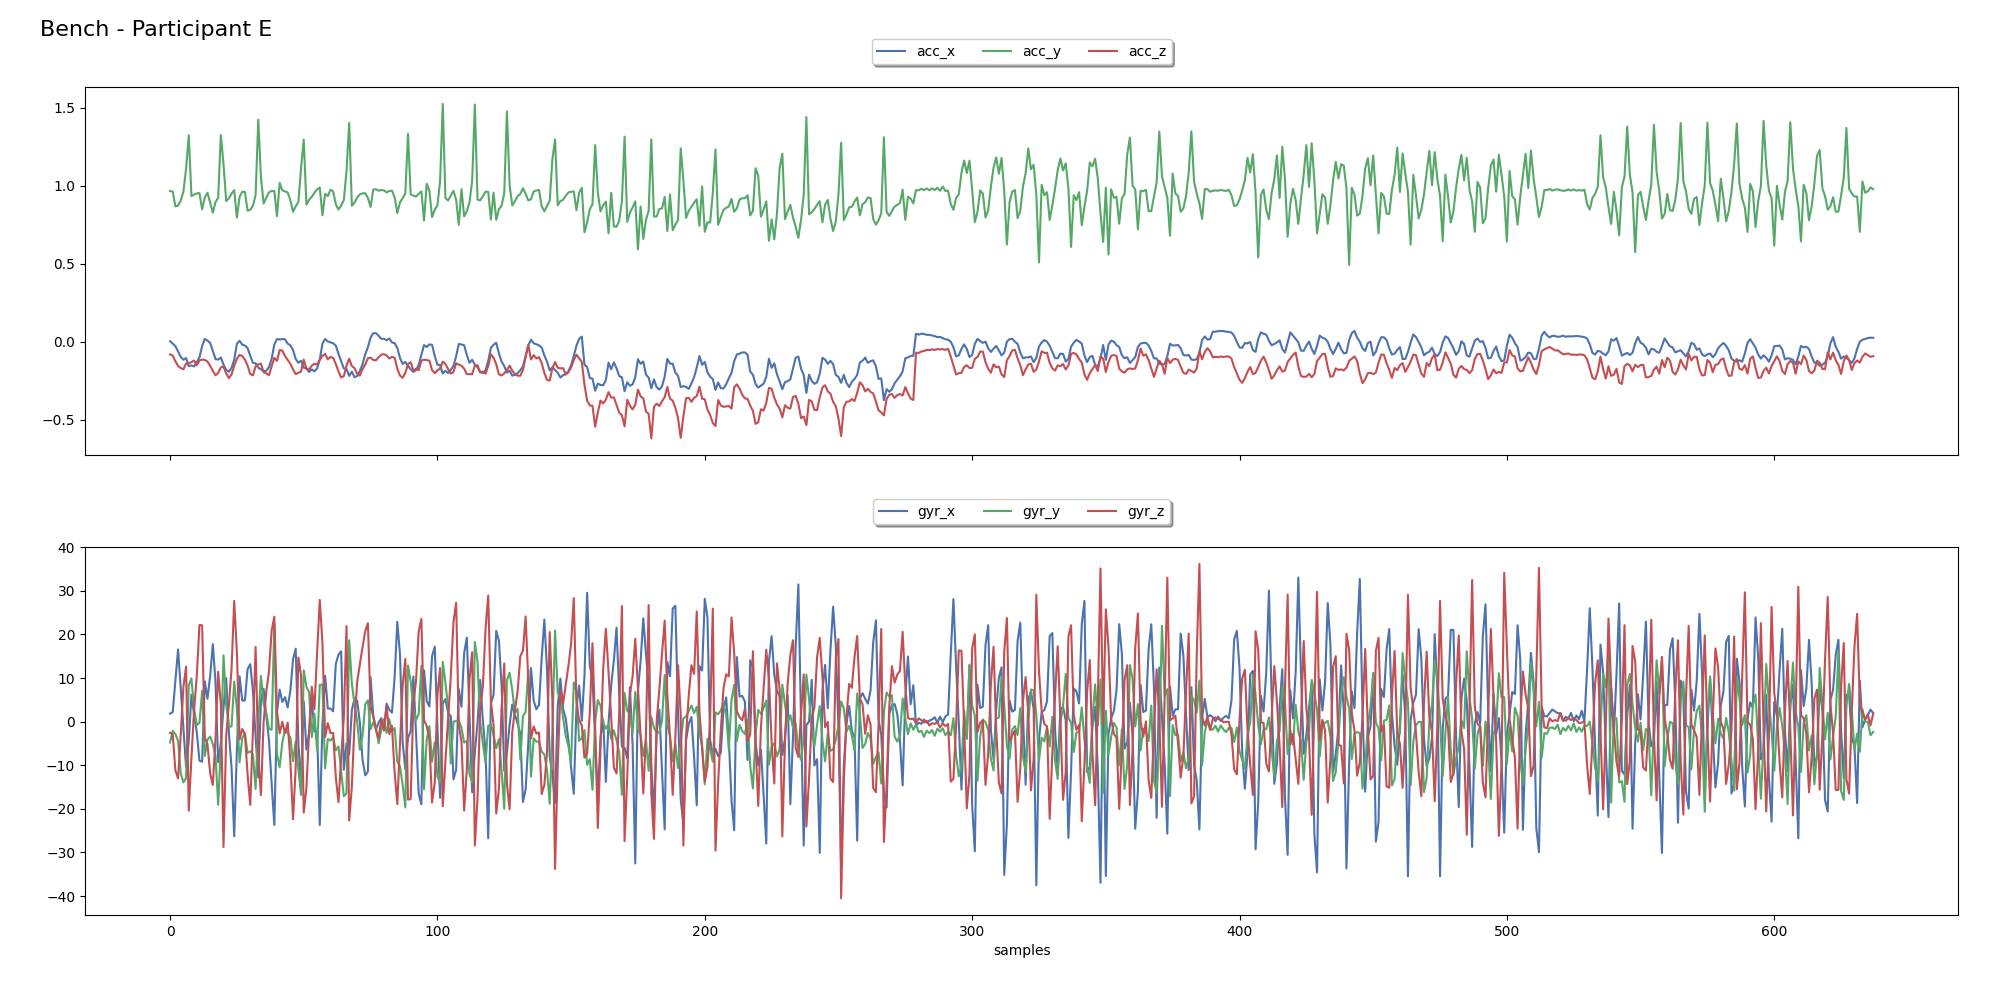 Bench - Participant E
acc_x acc_y acc_z
1.5
1.0
0.5
0.0
−0.5
gyr_x gyr_y gyr_z
40
30
20
10
0
−10
−20
−30
−40
0 100 200 300 400 500 600
samples